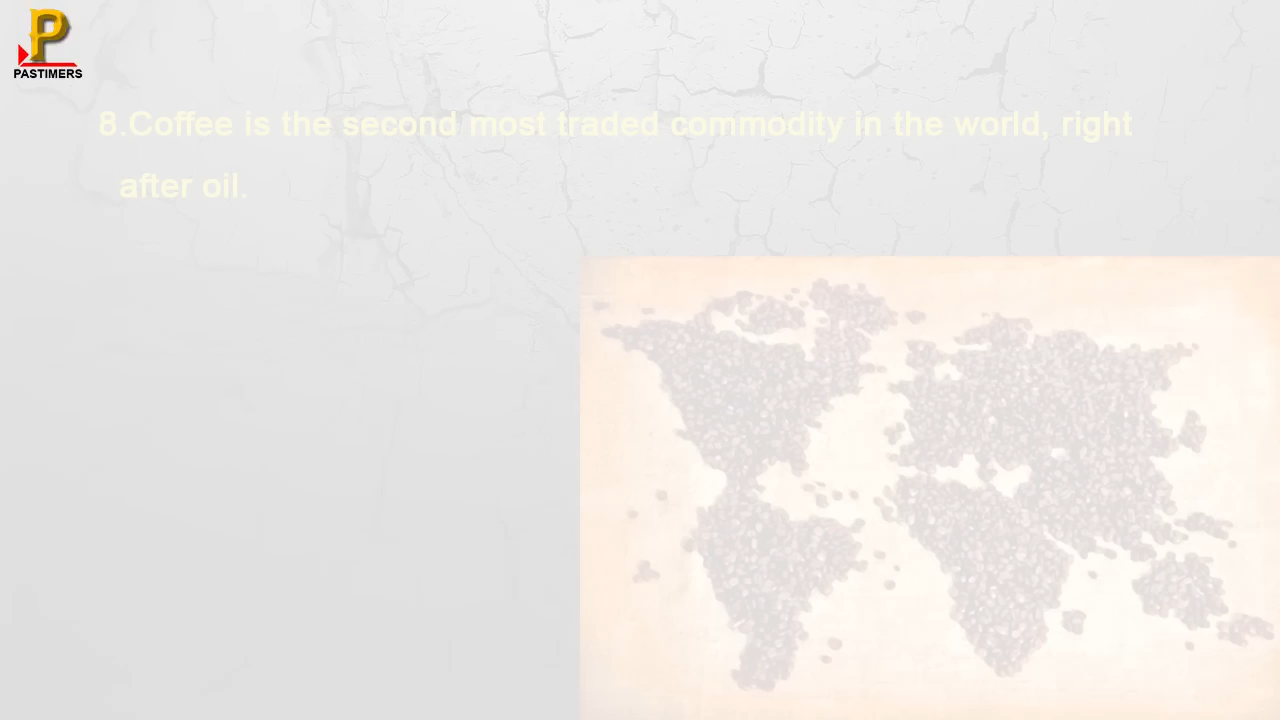 P
PASTIMERS
8.Coffee is the second most traded commodity in the world, right
after oil.